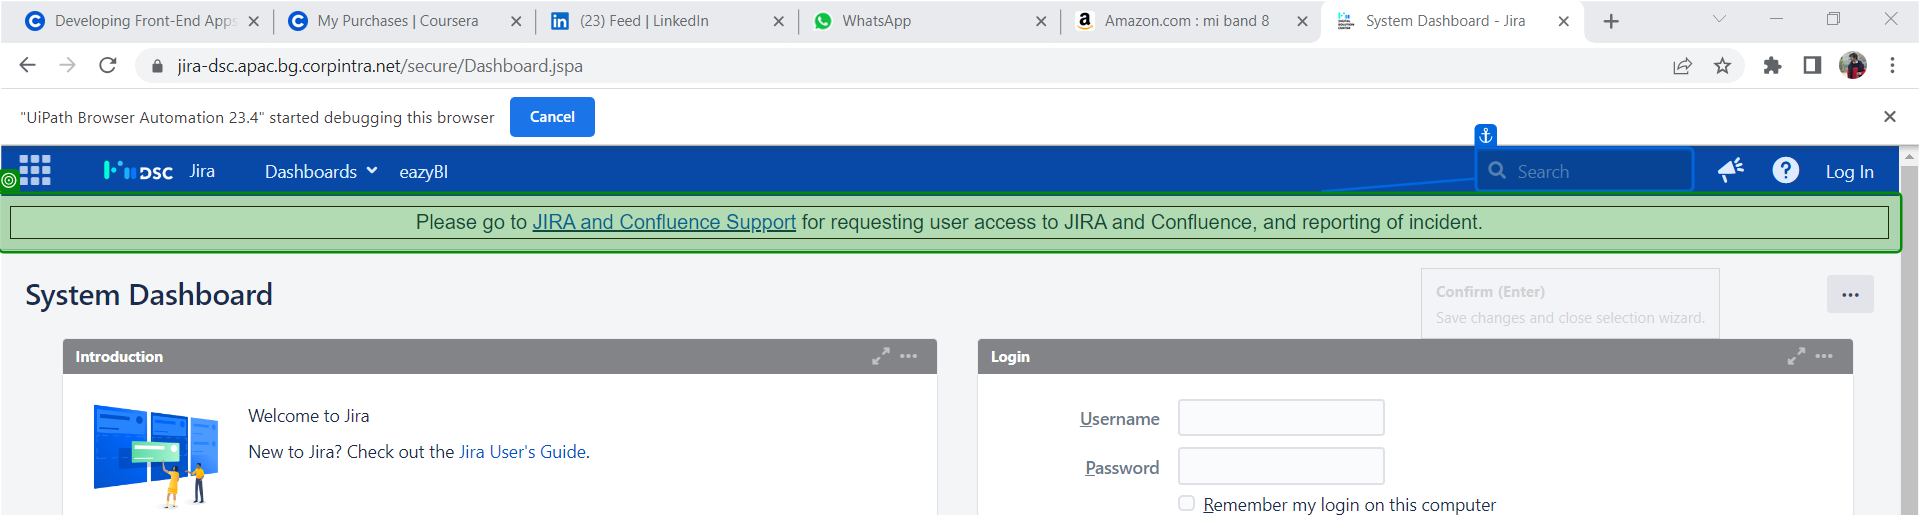 Developing Front-End Apps
My Purchases | Coursera
(23) Feed | LinkedIn
WhatsApp
Amazon.com : mi band 8
System Dashboard - Jira
jira-dsc.apac.bg.corpintra.net/secure/Dashboard.jspa
"UiPath Browser Automation 23.4" started debugging this browser
Cancel
DSC Jira Dashboards eazyBI Search Log In
Please go to JIRA and Confluence Support for requesting user access to JIRA and Confluence, and reporting of incident.
System Dashboard
Confirm (Enter)
Save changes and close selection wizard.
Introduction
Welcome to Jira
New to Jira? Check out the Jira User's Guide.
Login
Username
Password
Remember my login on this computer